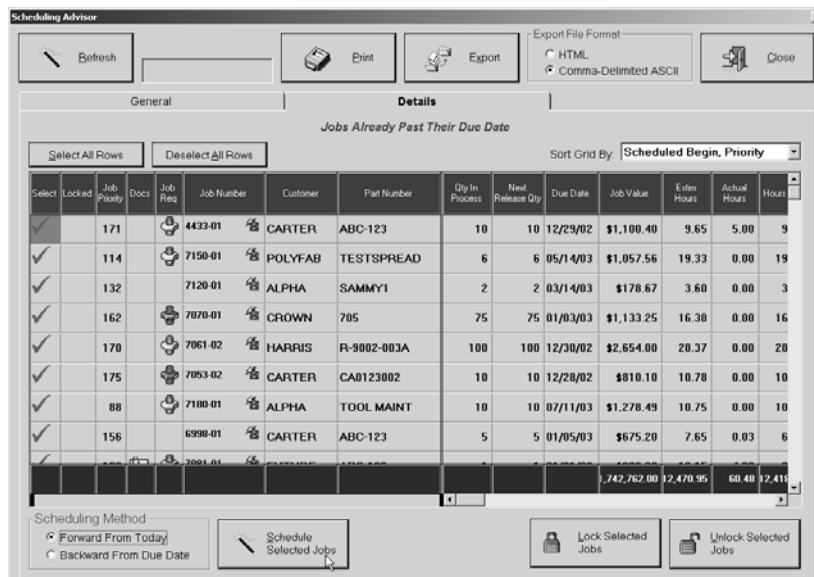 Scheduling Advisor
Refresh
Print
Export
Export File Format
HTML
Comma-Delimited ASCII
Close
General
Details
Jobs Already Past Their Due Date
Select All Rows
Deselect All Rows
Sort Grid By: Scheduled Begin, Priority
Select Locked Job Priority Docs Job Req Job Number Customer Part Number Qty In Process Next Release Qty Due Date Job Value Estim Hours Actual Hours Hours
171 4433-01 CARTER ABC-123 10 10 12/29/02 $1,100.40 9.65 5.00 9
114 7150-01 POLYFAB TESTSPREAD 6 6 05/14/03 $1,057.56 19.33 0.00 19
132 7120-01 ALPHA SAMMY1 2 2 03/14/03 $178.67 3.60 0.00 3
162 7070-01 CROWN 705 75 75 01/03/03 $1,133.25 16.38 0.00 16
170 7061-02 HARRIS R-9002-003A 100 100 12/30/02 $2,654.00 28.37 0.00 28
175 7053-02 CARTER CA0123002 10 10 12/28/02 $810.10 10.78 0.00 10
88 7180-01 ALPHA TOOL MAINT 10 10 07/11/03 $1,278.49 10.75 0.00 10
156 6998-01 CARTER ABC-123 5 5 01/05/03 $675.20 7.65 0.03 6
1,742,762.00 12,470.95 60.48 12,418
Scheduling Method
Forward From Today
Backward From Due Date
Schedule Selected Jobs
Lock Selected Jobs
Unlock Selected Jobs